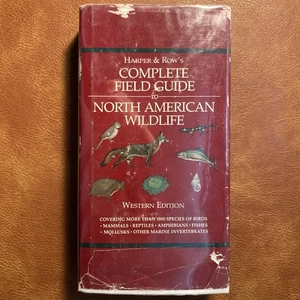 HARPER & ROW'S
COMPLETE
FIELD GUIDE
to
NORTH AMERICAN
WILDLIFE
WESTERN EDITION
COVERING MORE THAN 1800 SPECIES OF BIRDS
• MAMMALS • REPTILES • AMPHIBIANS • FISHES
• MOLLUSKS • OTHER MARINE INVERTEBRATES